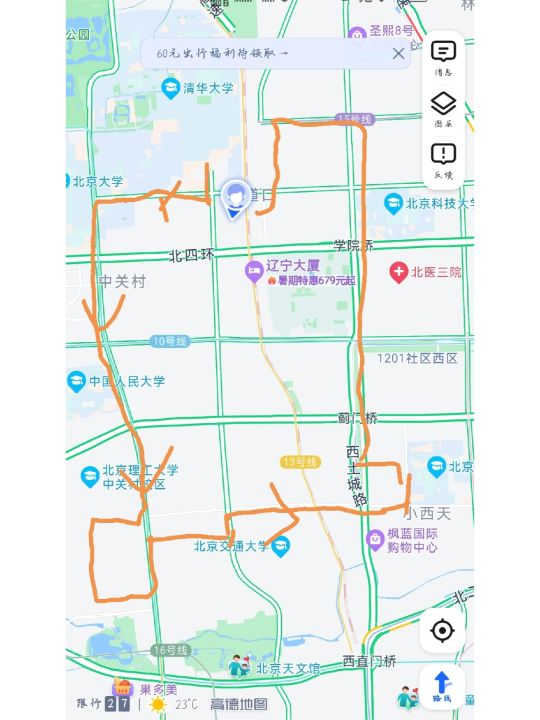 公园
速
林
圣熙8号
60元出行福利待领取→
消息
清华大学
图层
15号线
反馈
北京大学
道口
北京科技大
学院桥
北四环
辽宁大厦
暑期特惠679元起
北医三院
中关村
10号线
1201社区西区
中国人民大学
蓟门桥
西土城路
13号线
北京理工大学
中关村校区
北京
小西天
枫蓝国际
购物中心
北京交通大学
北二
16号线
西直门桥
北京天文馆
路线
果多美
限行 2 7 23℃ 高德地图
童